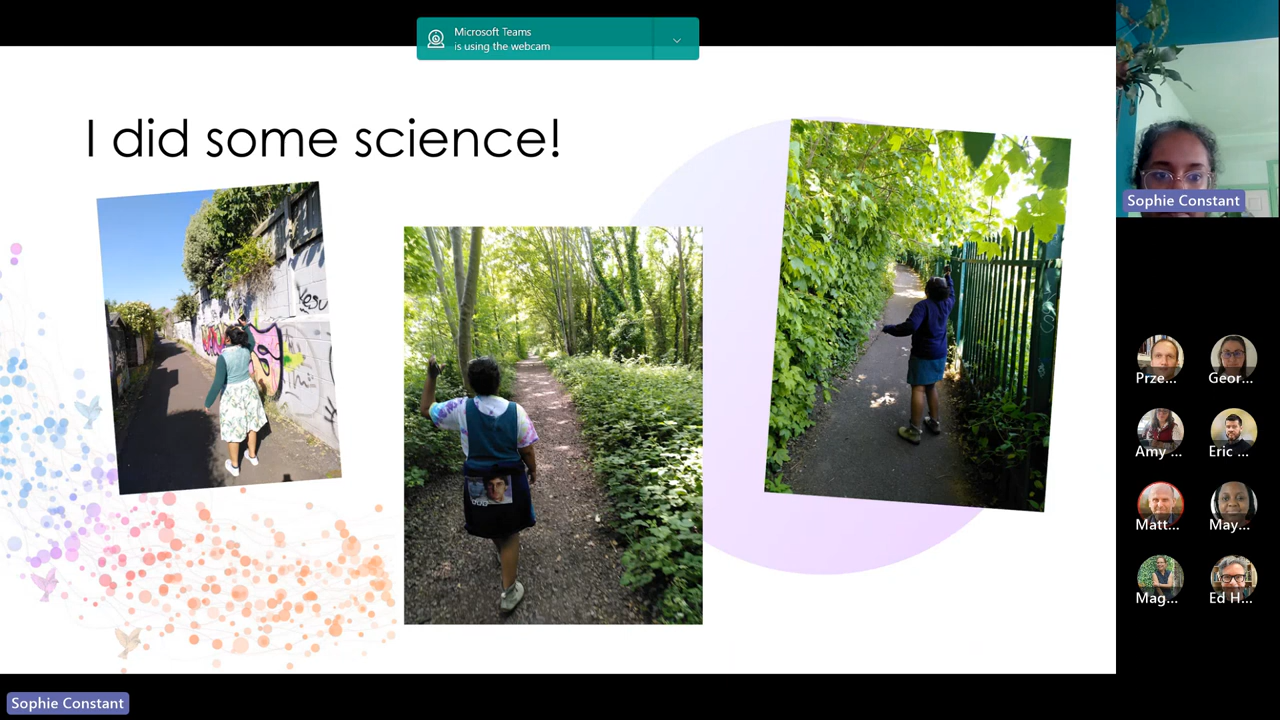 Microsoft Teams
is using the webcam
I did some science!
Sophie Constant
Prze...
Geor...
Amy ...
Eric ...
Matt...
May...
Mag...
Ed H...
Sophie Constant